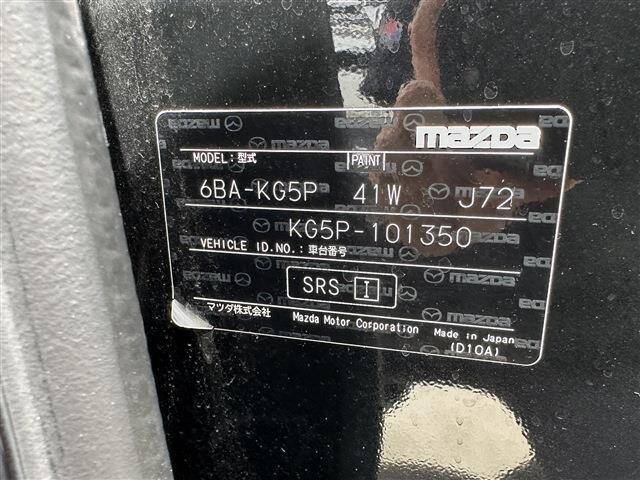 mazda
MODEL:型式 PAINT
6BA-KG5P 41W J72
KG5P-101350
VEHICLE ID.NO.:車台番号
SRS I
マツダ株式会社 Mazda Motor Corporation Made in Japan
(D10A)